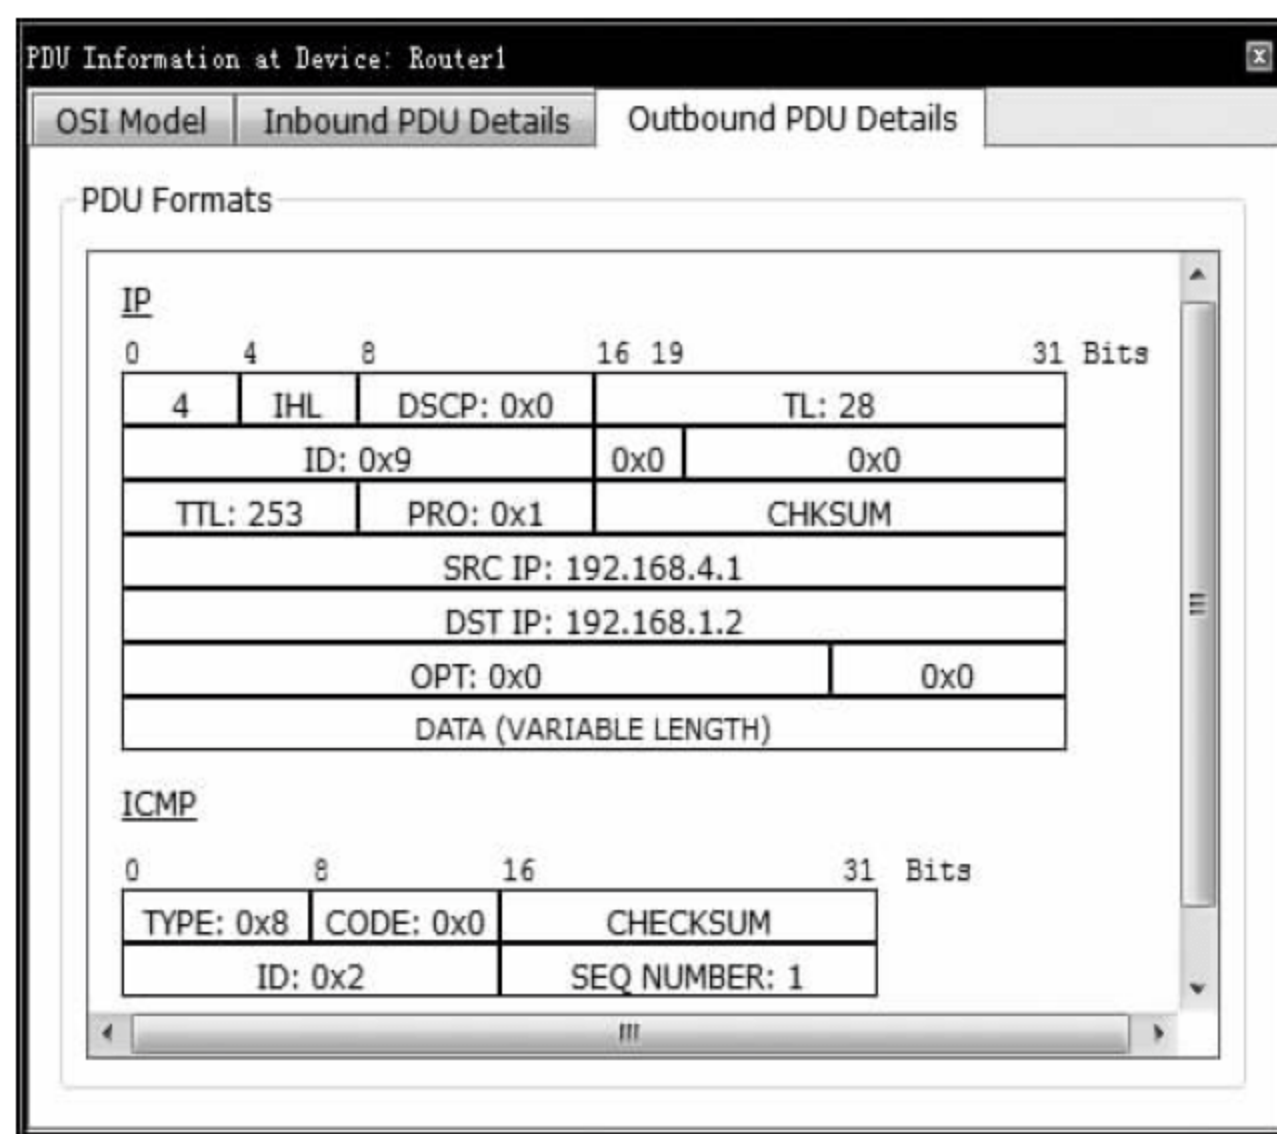 PDU Information at Device: Router1
OSI Model Inbound PDU Details Outbound PDU Details
PDU Formats
IP
0 4 8 16 19 31 Bits
4 IHL DSCP: 0x0 TL: 28
ID: 0x9 0x0 0x0
TTL: 253 PRO: 0x1 CHKSUM
SRC IP: 192.168.4.1
DST IP: 192.168.1.2
OPT: 0x0 0x0
DATA (VARIABLE LENGTH)
ICMP
0 8 16 31 Bits
TYPE: 0x8 CODE: 0x0 CHECKSUM
ID: 0x2 SEQ NUMBER: 1